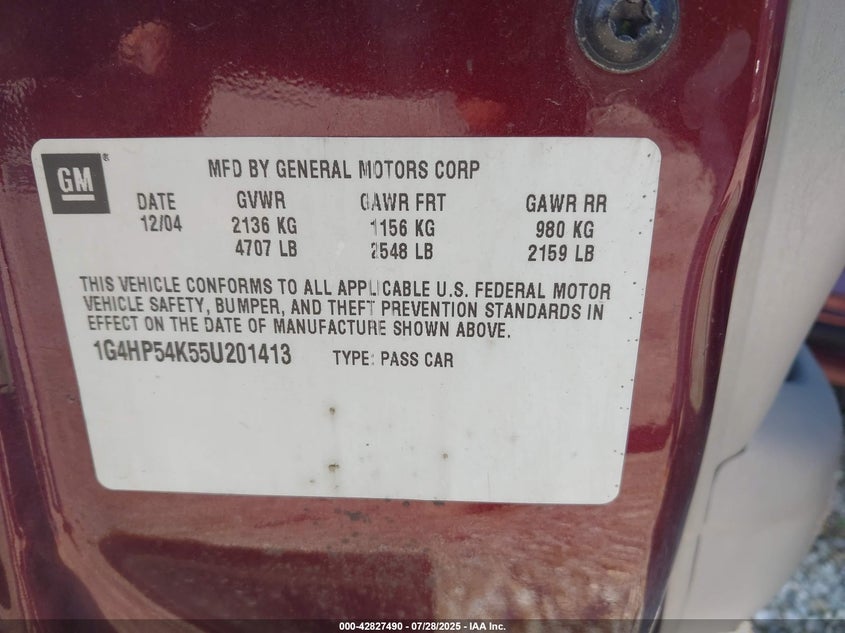 GM ®
MFD BY GENERAL MOTORS CORP
DATE GVWR GAWR FRT GAWR RR
12/04 2136 KG 1156 KG 980 KG
4707 LB 2548 LB 2159 LB
THIS VEHICLE CONFORMS TO ALL APPLICABLE U.S. FEDERAL MOTOR
VEHICLE SAFETY, BUMPER, AND THEFT PREVENTION STANDARDS IN
EFFECT ON THE DATE OF MANUFACTURE SHOWN ABOVE.
1G4HP54K55U201413 TYPE: PASS CAR
000-42827490 - 07/28/2025 - IAA Inc.